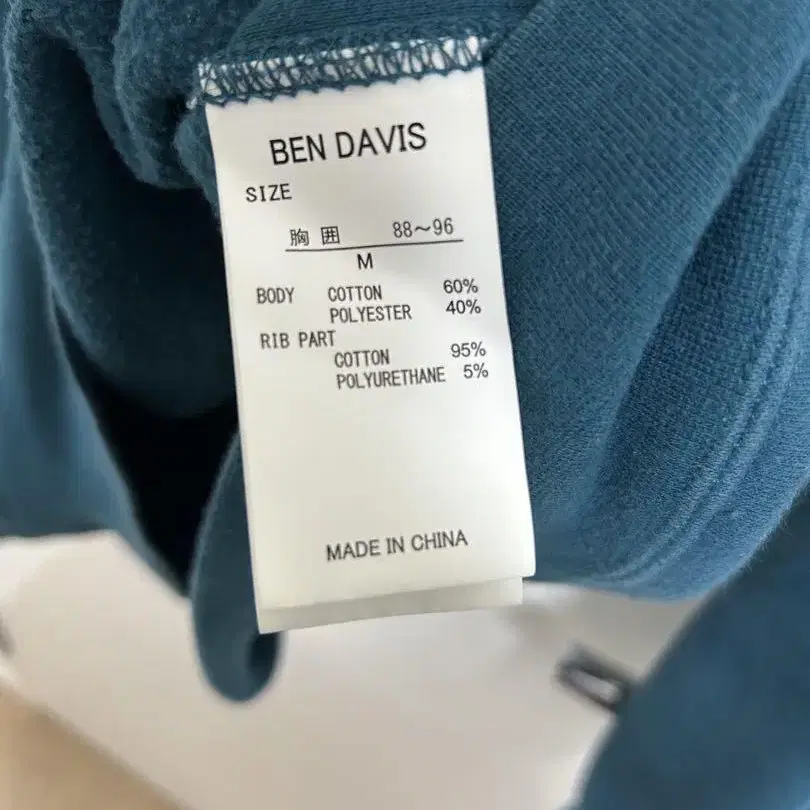 BEN DAVIS
SIZE
胸囲 88〜96
M
BODY COTTON 60%
POLYESTER 40%
RIB PART
COTTON 95%
POLYURETHANE 5%
MADE IN CHINA